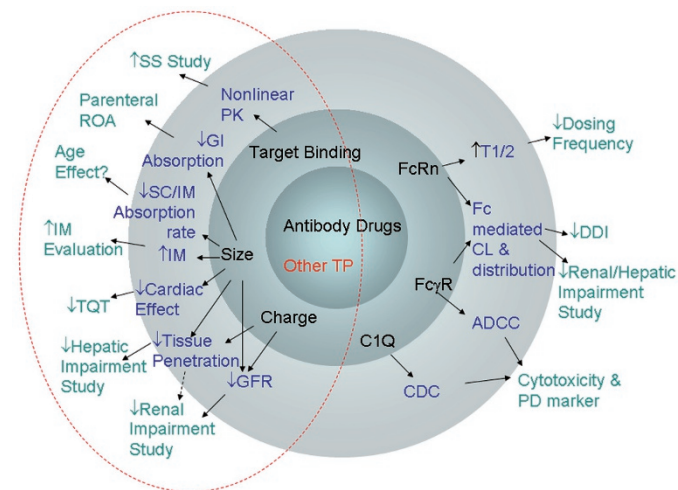 ↑SS Study
Parenteral
ROA
Age
Effect?
↑IM
Evaluation
↓TQT
↓Hepatic
Impairment
Study
↓Renal
Impairment
Study
Nonlinear
PK
↓GI
Absorption
↓SC/IM
Absorption
rate
↑IM
↓Cardiac
Effect
↓Tissue
Penetration
↓GFR
Target Binding
Size
Charge
Antibody Drugs
Other TP
FcRn
FcγR
C1Q
↑T1/2
Fc
mediated
CL &
distribution
ADCC
CDC
↓Dosing
Frequency
↓DDI
↓Renal/Hepatic
Impairment
Study
Cytotoxicity &
PD marker